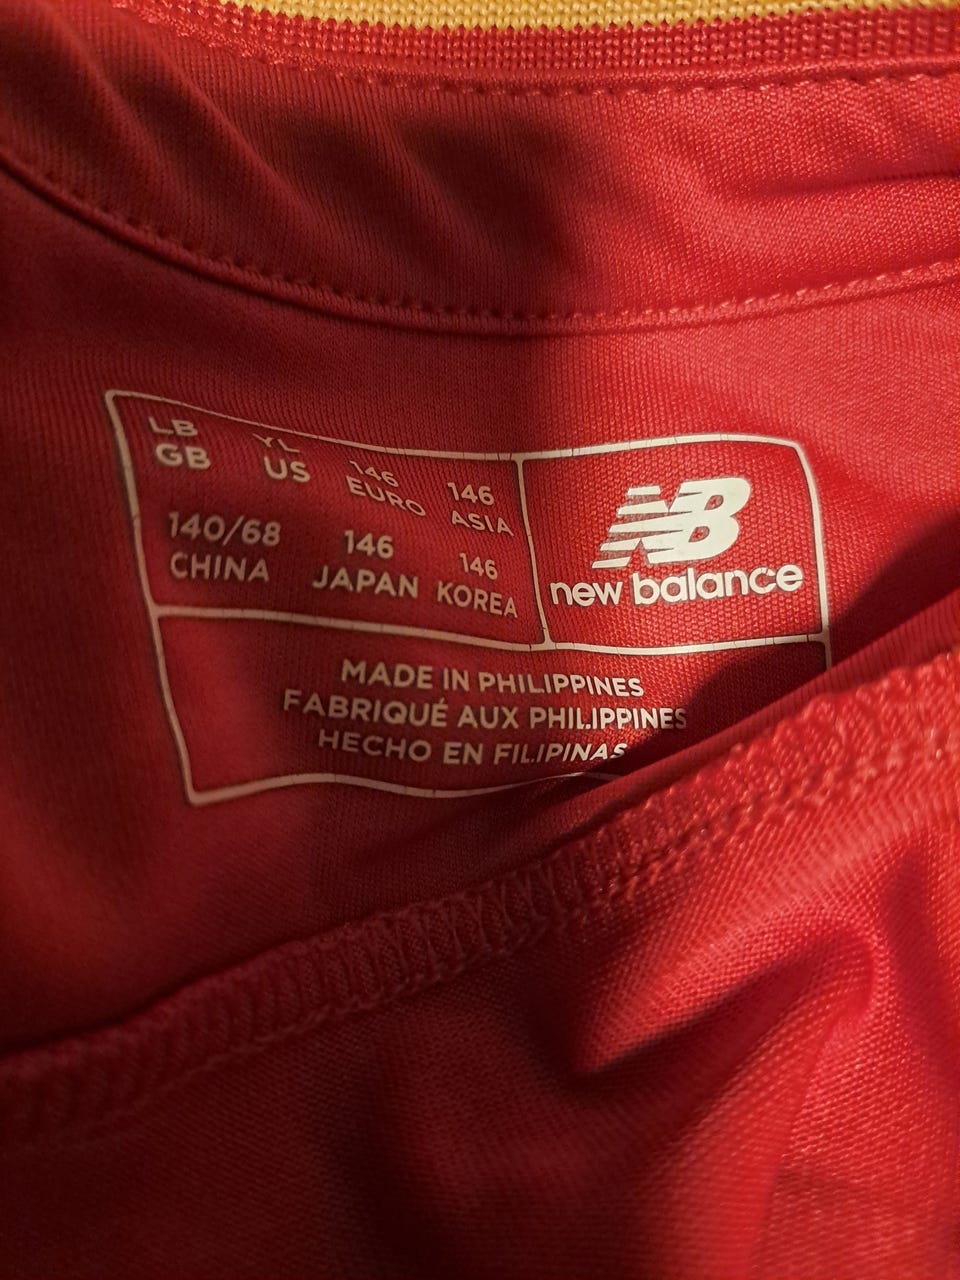 LB YL 146 146
GB US EURO ASIA
140/68 146 146
CHINA JAPAN KOREA
NB
new balance
MADE IN PHILIPPINES
FABRIQUÉ AUX PHILIPPINES
HECHO EN FILIPINAS